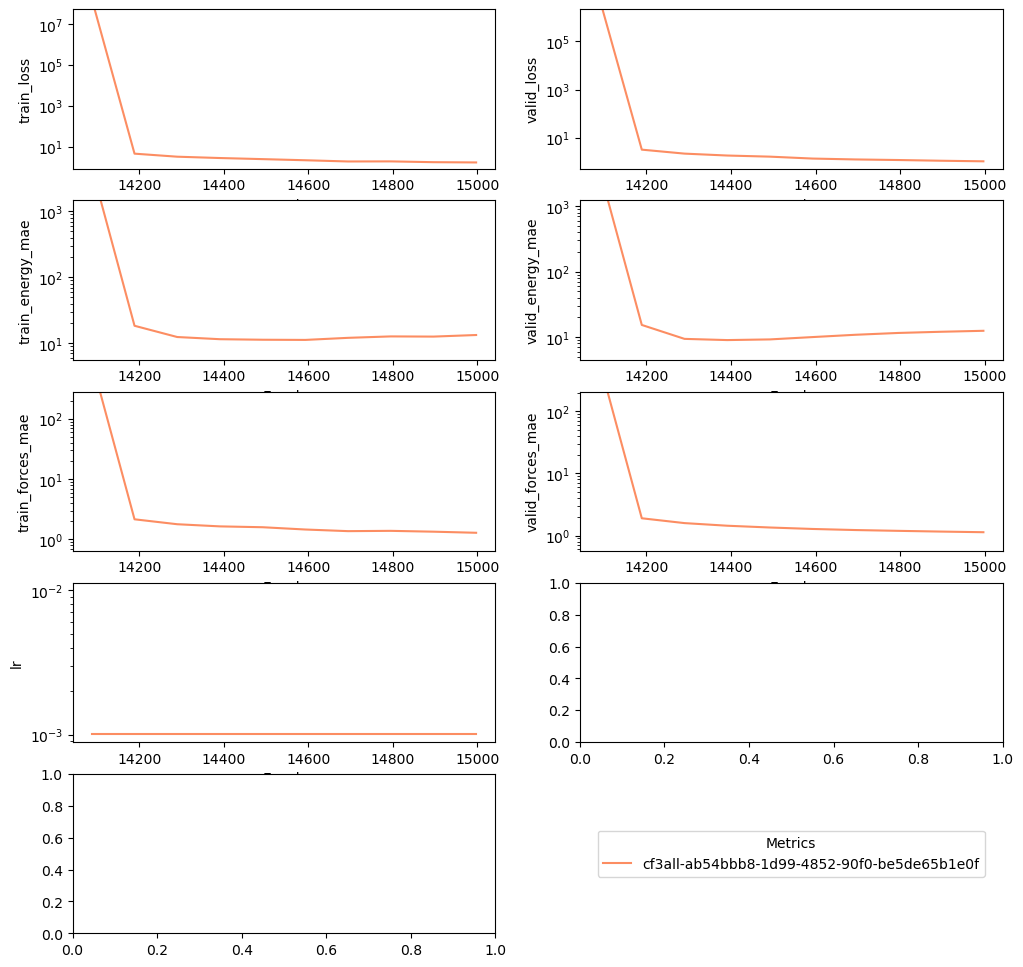 train_loss
10^7
10^5
10^3
10^1
14200 14400 14600 14800 15000
valid_loss
10^5
10^3
10^1
14200 14400 14600 14800 15000
train_energy_mae
10^3
10^2
10^1
14200 14400 14600 14800 15000
valid_energy_mae
10^3
10^2
10^1
14200 14400 14600 14800 15000
train_forces_mae
10^2
10^1
10^0
14200 14400 14600 14800 15000
valid_forces_mae
10^2
10^1
10^0
14200 14400 14600 14800 15000
lr
10^-2
10^-3
14200 14400 14600 14800 15000
1.0
0.8
0.6
0.4
0.2
0.0
0.0 0.2 0.4 0.6 0.8 1.0
1.0
0.8
0.6
0.4
0.2
0.0
0.0 0.2 0.4 0.6 0.8 1.0
Metrics
cf3all-ab54bbb8-1d99-4852-90f0-be5de65b1e0f